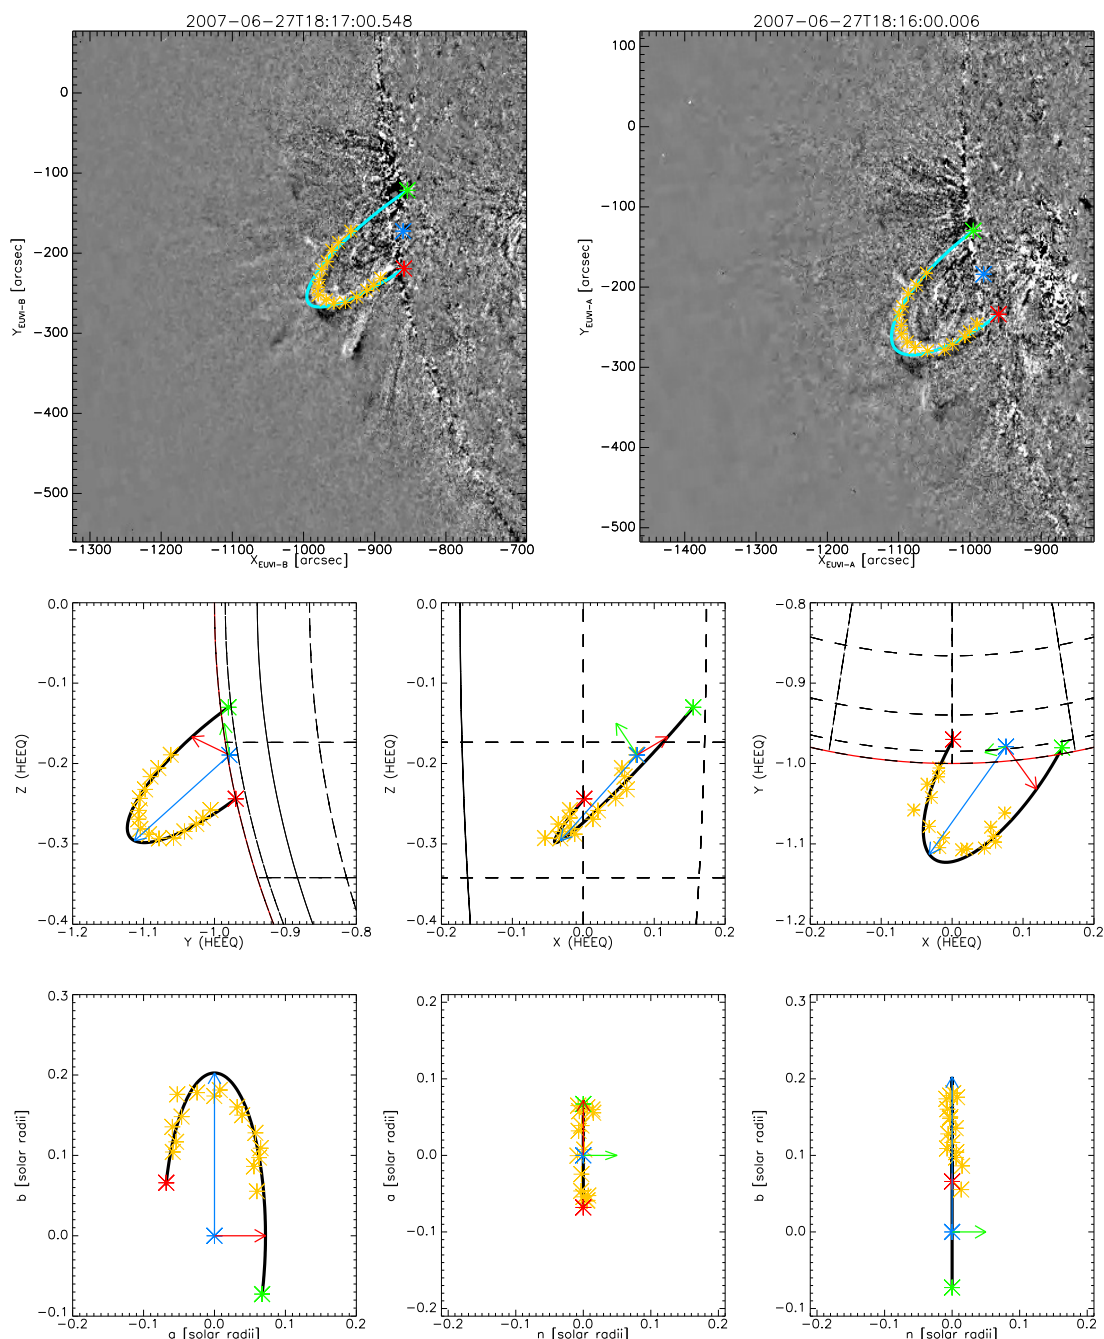 2007-06-27T18:17:00.548
2007-06-27T18:16:00.006
0
-100
-200
-300
-400
-500
Y EUVI-B [arcsec]
-1300 -1200 -1100 -1000 -900 -800 -700
X EUVI-B [arcsec]
100
0
-100
-200
-300
-400
-500
Y EUVI-A [arcsec]
-1400 -1300 -1200 -1100 -1000 -900
X EUVI-A [arcsec]
0.0
-0.1
-0.2
-0.3
-0.4
Z (HEEQ)
-1.2 -1.1 -1.0 -0.9 -0.8
Y (HEEQ)
0.0
-0.1
-0.2
-0.3
-0.4
Z (HEEQ)
-0.2 -0.1 0.0 0.1 0.2
X (HEEQ)
-0.8
-0.9
-1.0
-1.1
-1.2
Y (HEEQ)
-0.2 -0.1 0.0 0.1 0.2
X (HEEQ)
0.3
0.2
0.1
0.0
-0.1
b [solar radii]
-0.2 -0.1 0.0 0.1 0.2
a [solar radii]
0.2
0.1
0.0
-0.1
-0.2
a [solar radii]
-0.2 -0.1 0.0 0.1 0.2
n [solar radii]
0.3
0.2
0.1
0.0
-0.1
b [solar radii]
-0.2 -0.1 0.0 0.1 0.2
n [solar radii]